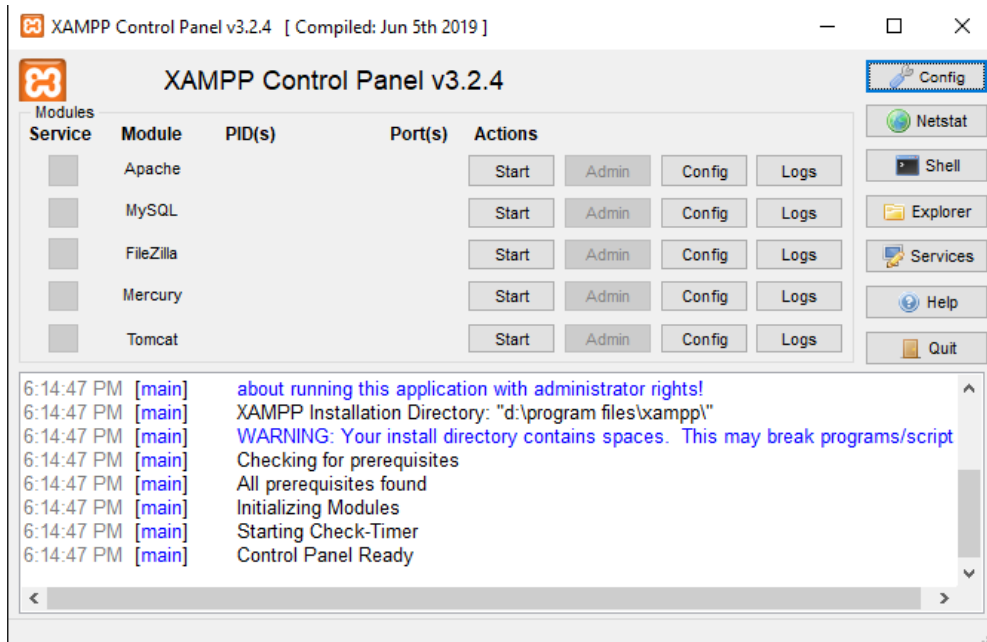 XAMPP Control Panel v3.2.4 [ Compiled: Jun 5th 2019 ]
XAMPP Control Panel v3.2.4
Config
Modules
Service Module PID(s) Port(s) Actions
Netstat
Apache Start Admin Config Logs
Shell
MySQL Start Admin Config Logs
Explorer
FileZilla Start Admin Config Logs
Services
Mercury Start Admin Config Logs
Help
Tomcat Start Admin Config Logs
Quit
6:14:47 PM [main] about running this application with administrator rights!
6:14:47 PM [main] XAMPP Installation Directory: "d:\program files\xampp\"
6:14:47 PM [main] WARNING: Your install directory contains spaces. This may break programs/script
6:14:47 PM [main] Checking for prerequisites
6:14:47 PM [main] All prerequisites found
6:14:47 PM [main] Initializing Modules
6:14:47 PM [main] Starting Check-Timer
6:14:47 PM [main] Control Panel Ready